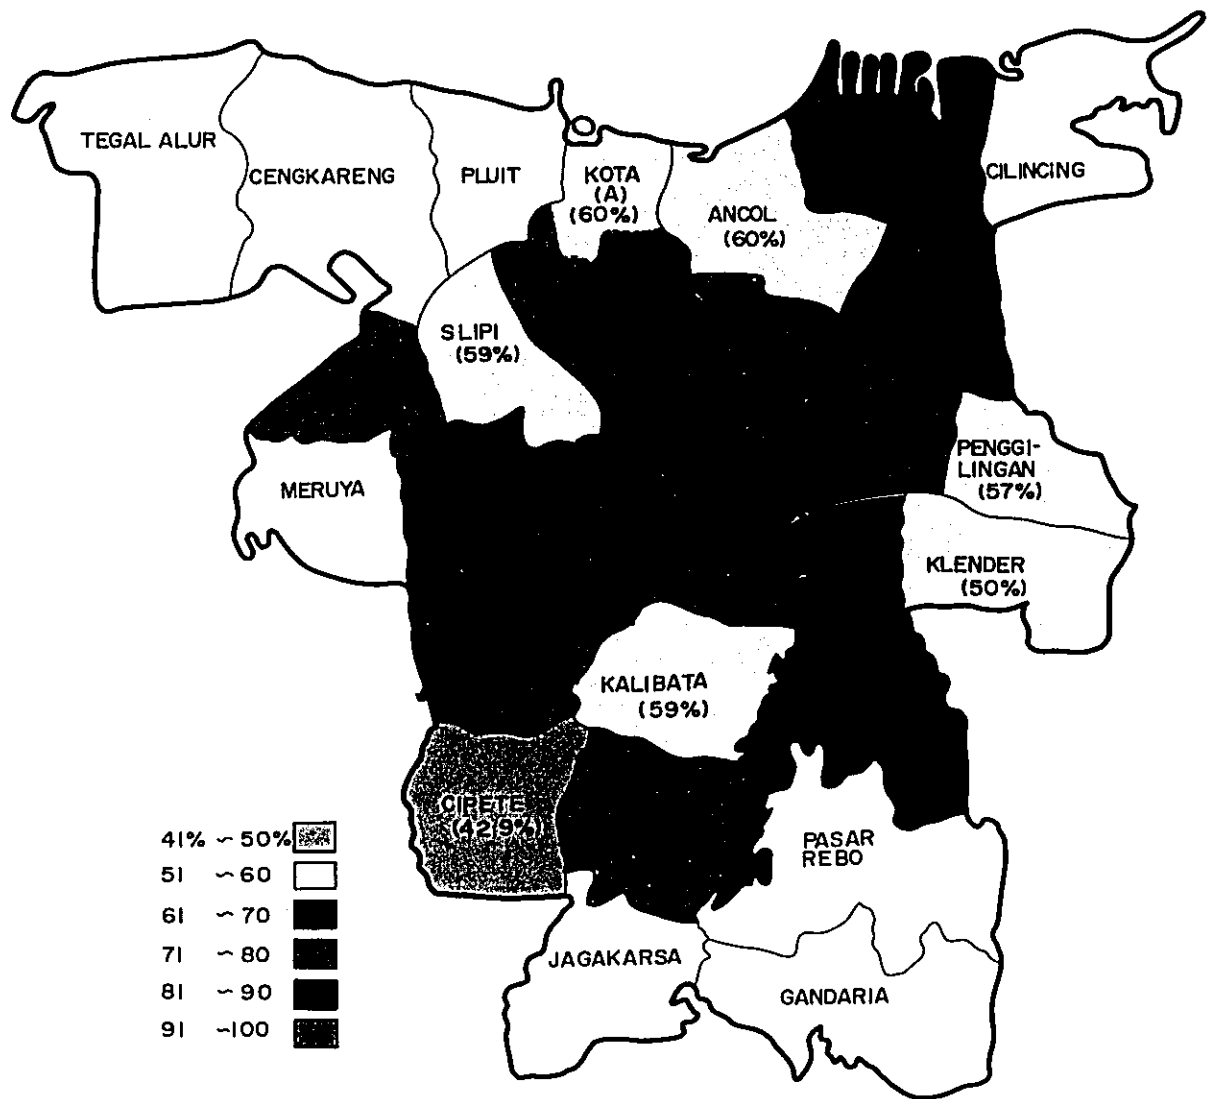 TEGAL ALUR
CENGKARENG
PLUIT
KOTA
(A)
(60%)
ANCOL
(60%)
CILINCING
SLIPI
(59%)
MERUYA
PENGGI-
LINGAN
(57%)
KLENDER
(50%)
KALIBATA
(59%)
CIPETE
(42,9%)
PASAR
REBO
JAGAKARSA
GANDARIA
41% ~ 50%
51 ~ 60
61 ~ 70
71 ~ 80
81 ~ 90
91 ~100